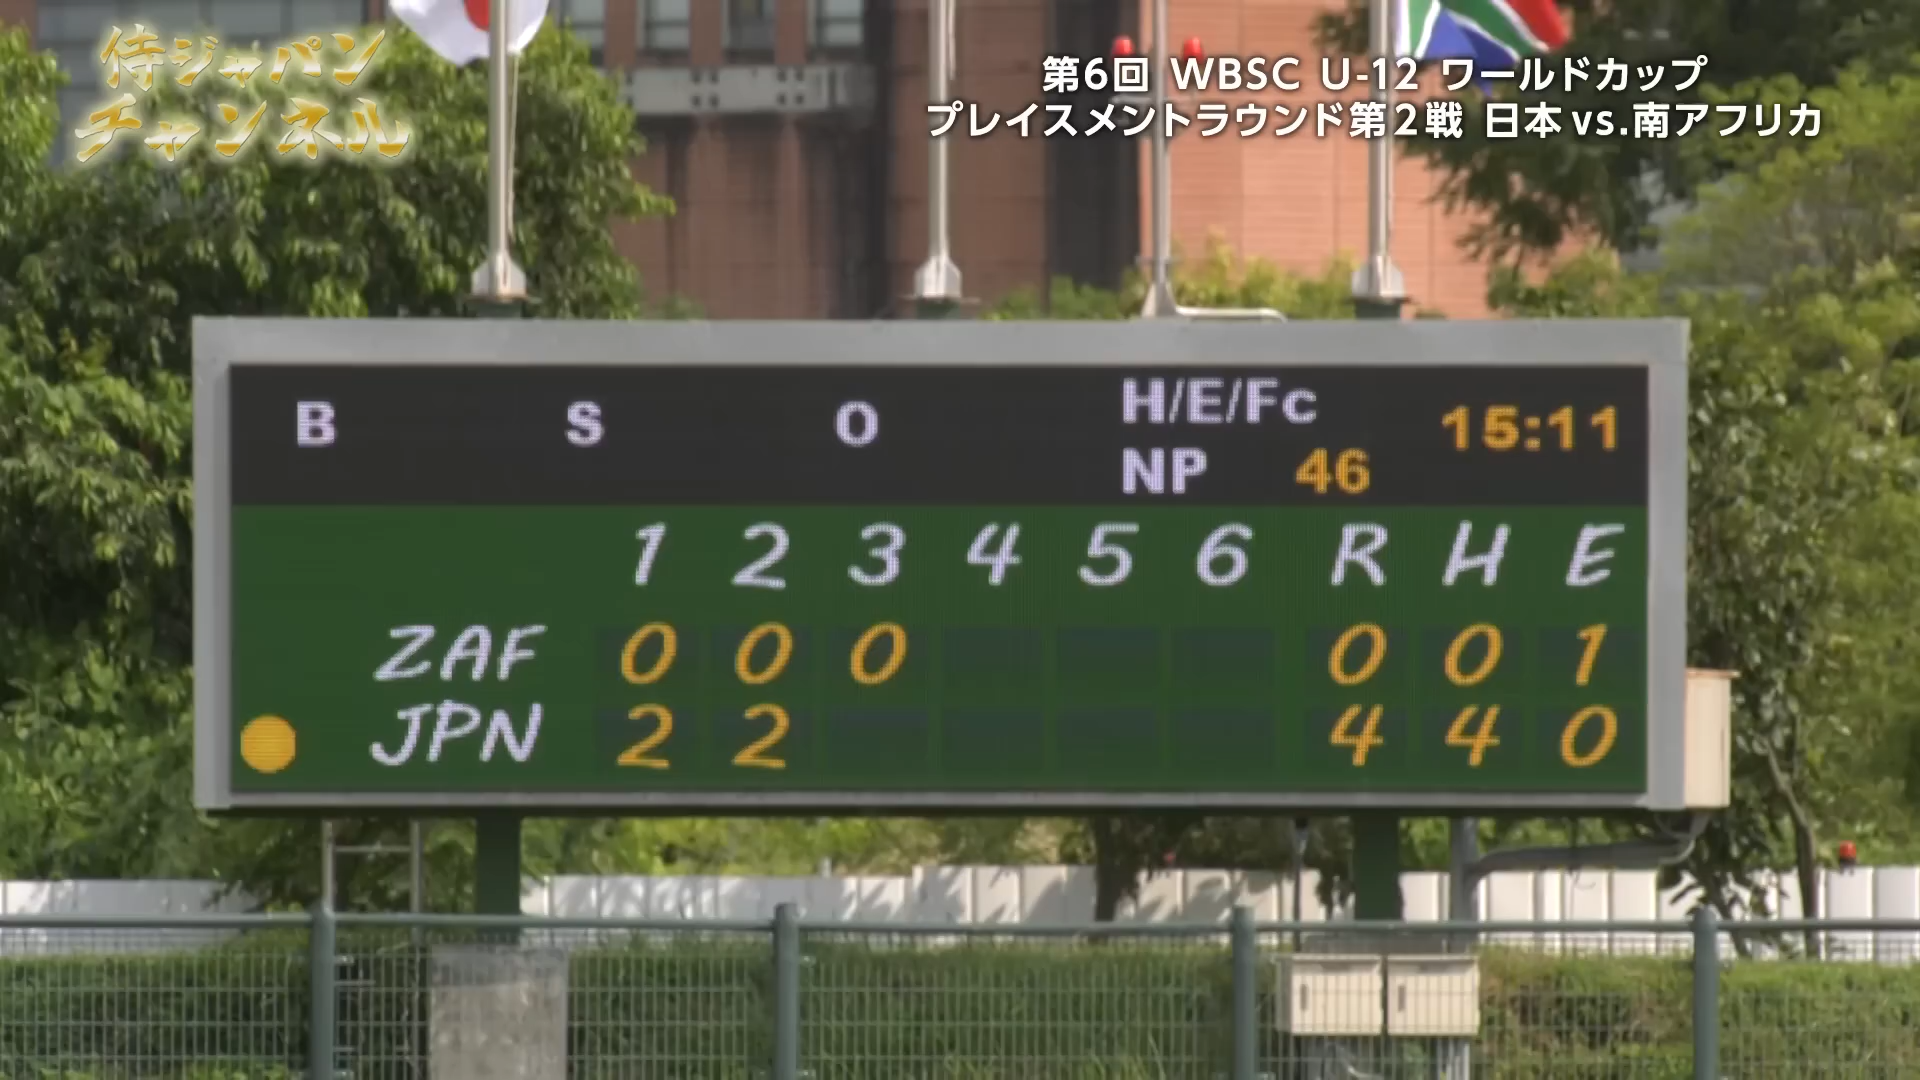 侍ジャパン
チャンネル
第6回 WBSC U-12 ワールドカップ
プレイスメントラウンド第2戦 日本 vs.南アフリカ
B S O H/E/Fc 15:11
NP 46
1 2 3 4 5 6 R H E
ZAF 0 0 0 0 0 1
JPN 2 2 4 4 0